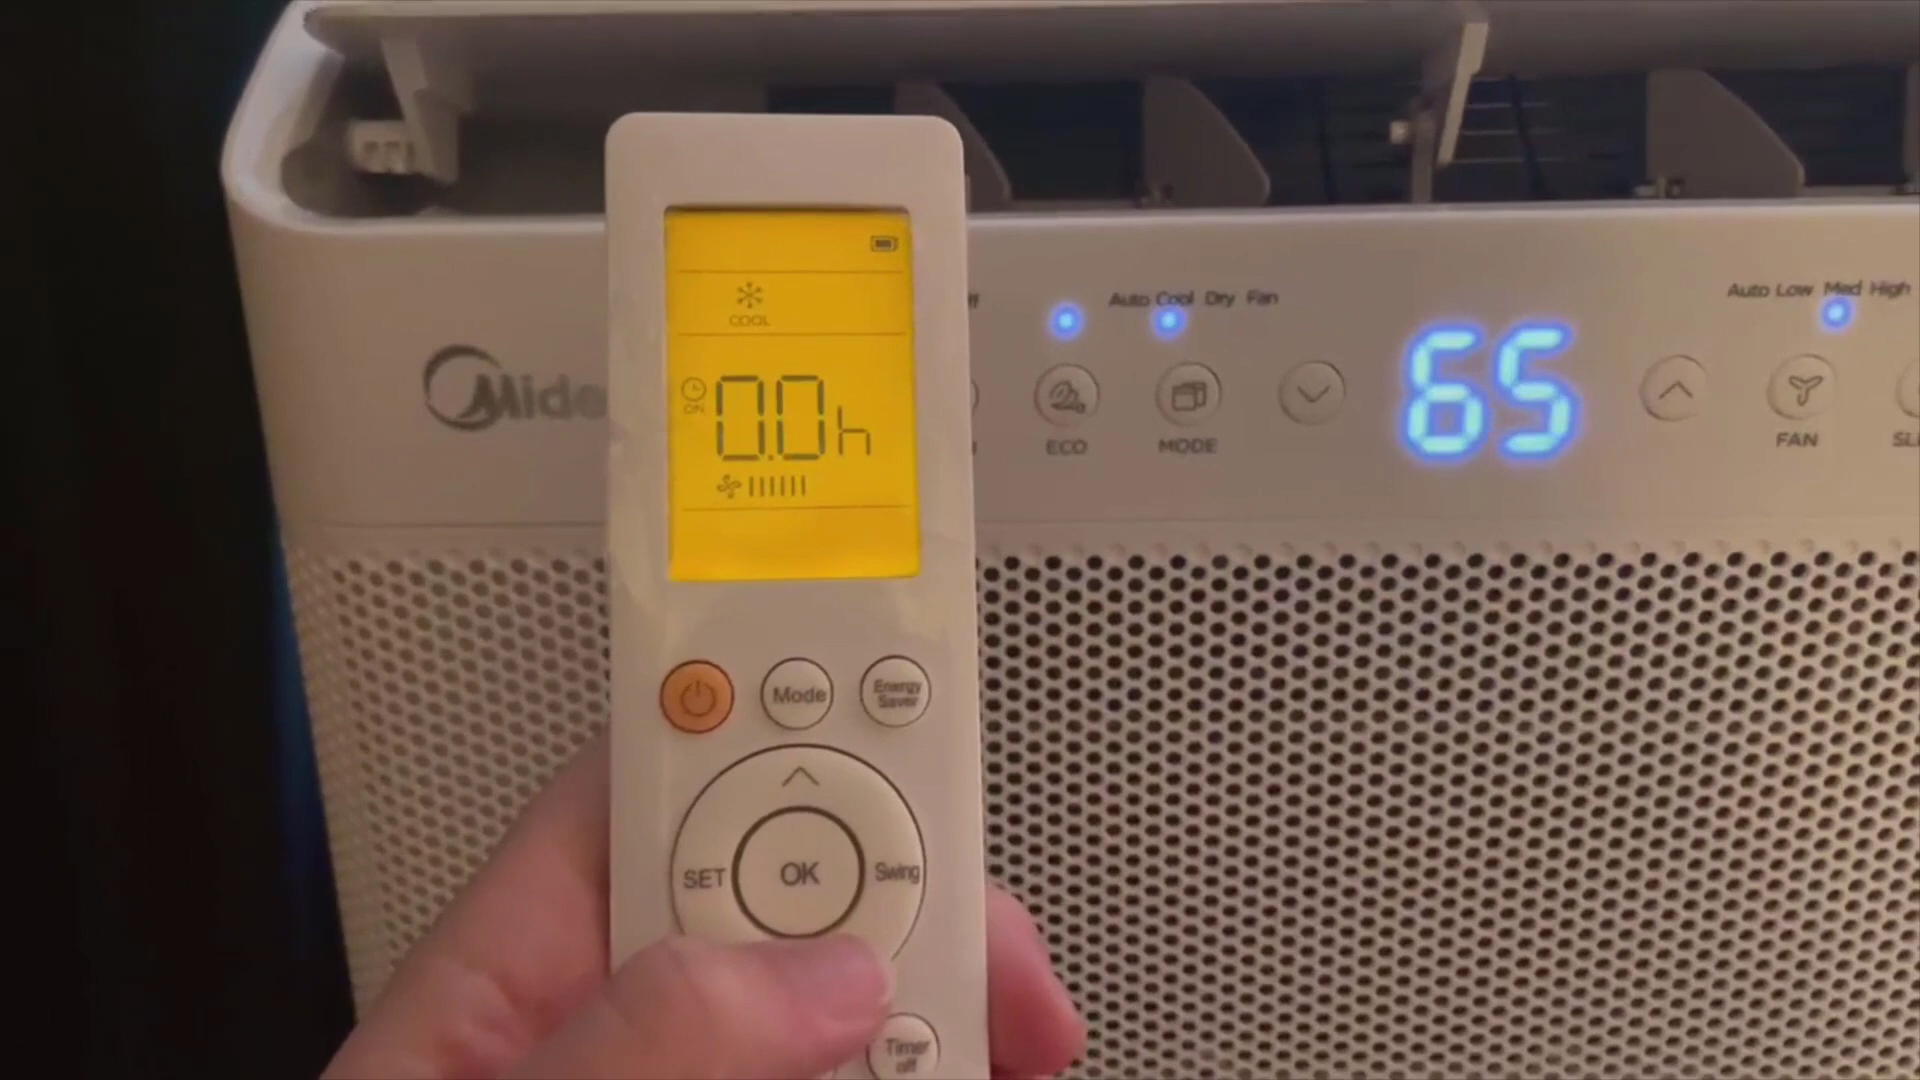 COOL
ON
0.0h
Mode
Energy
Saver
SET
OK
Swing
Timer
off
Mide
Auto Cool Dry Fan
Auto Low Med High
65
ECO
MODE
FAN